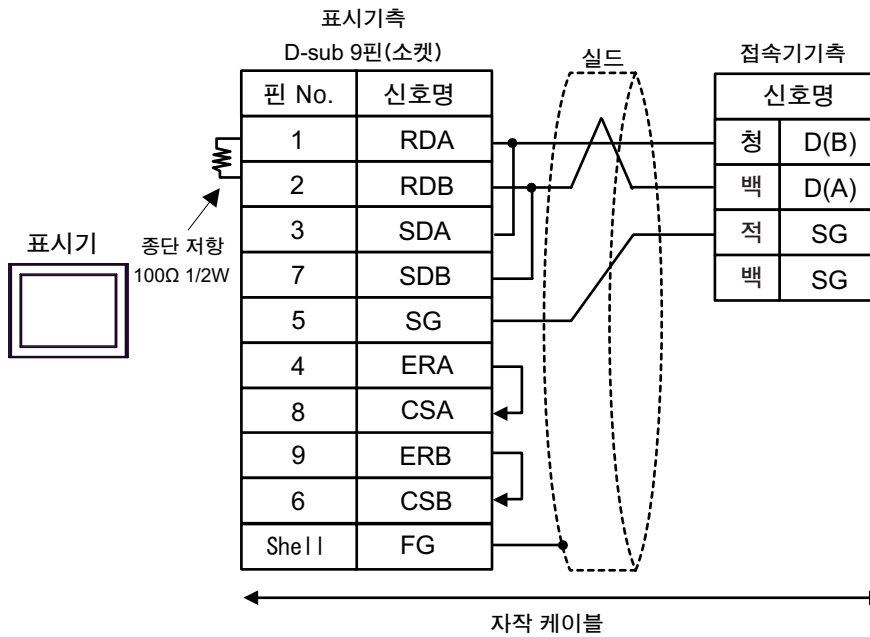 표시기측
D-sub 9핀(소켓)
실드
접속기기측
핀 No. 신호명
신호명
1 RDA
청 D(B)
2 RDB
백 D(A)
3 SDA
적 SG
7 SDB
백 SG
5 SG
4 ERA
8 CSA
9 ERB
6 CSB
Shell FG
표시기
종단 저항
100Ω 1/2W
자작 케이블